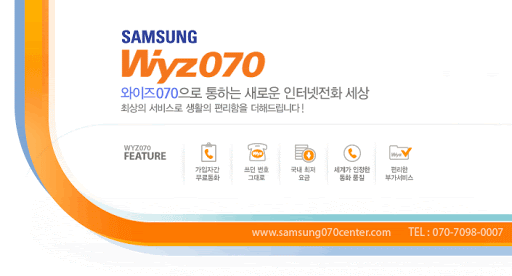 SAMSUNG
Wyz070
와이즈070으로 통하는 새로운 인터넷전화 세상
최상의 서비스로 생활의 편리함을 더해드립니다!
WYZ070
FEATURE
가입자간
무료통화
쓰던 번호
그대로
국내 최저
요금
세계가 인정한
통화 품질
편리한
부가서비스
www.samsung070center.com TEL : 070-7098-0007